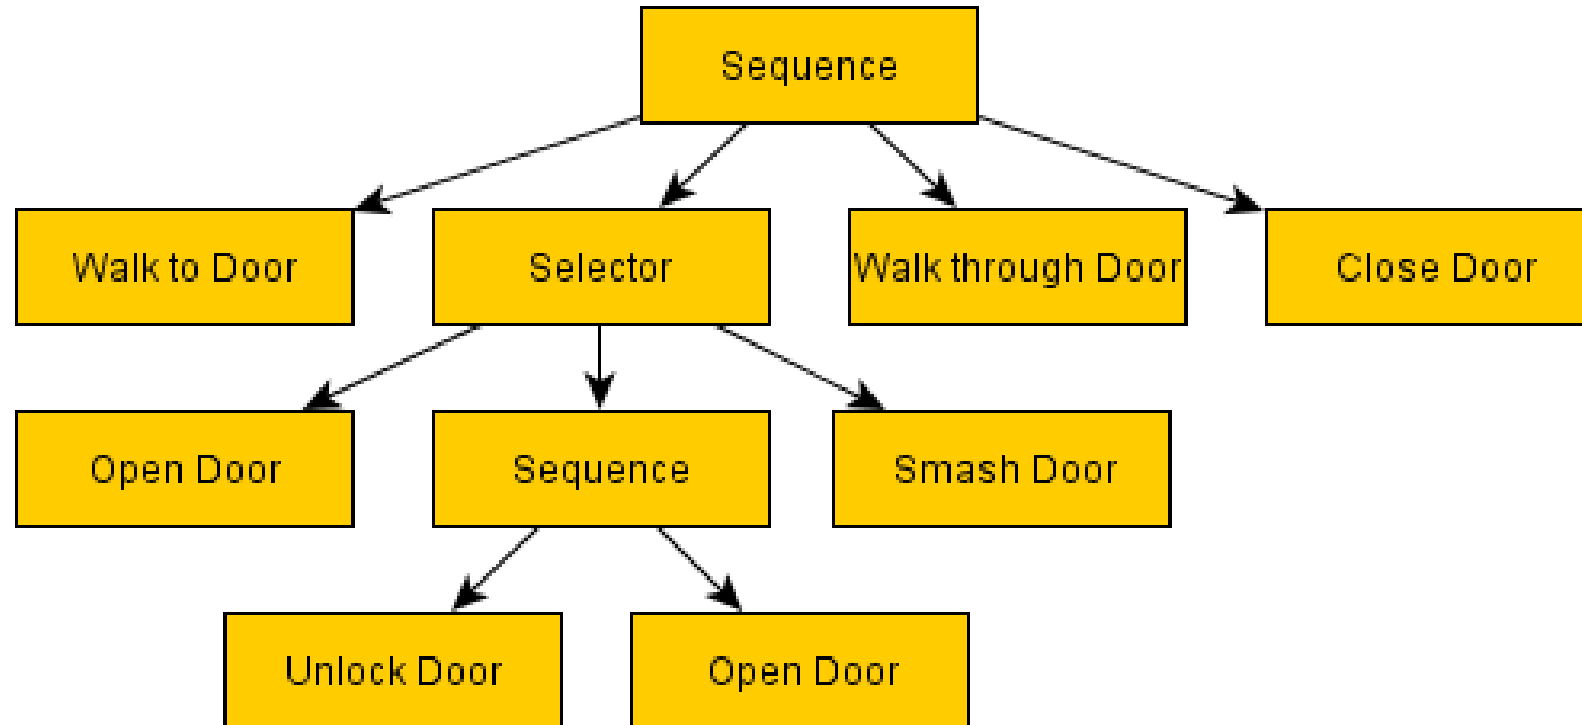 Sequence
Walk to Door
Selector
Walk through Door
Close Door
Open Door
Sequence
Smash Door
Unlock Door
Open Door